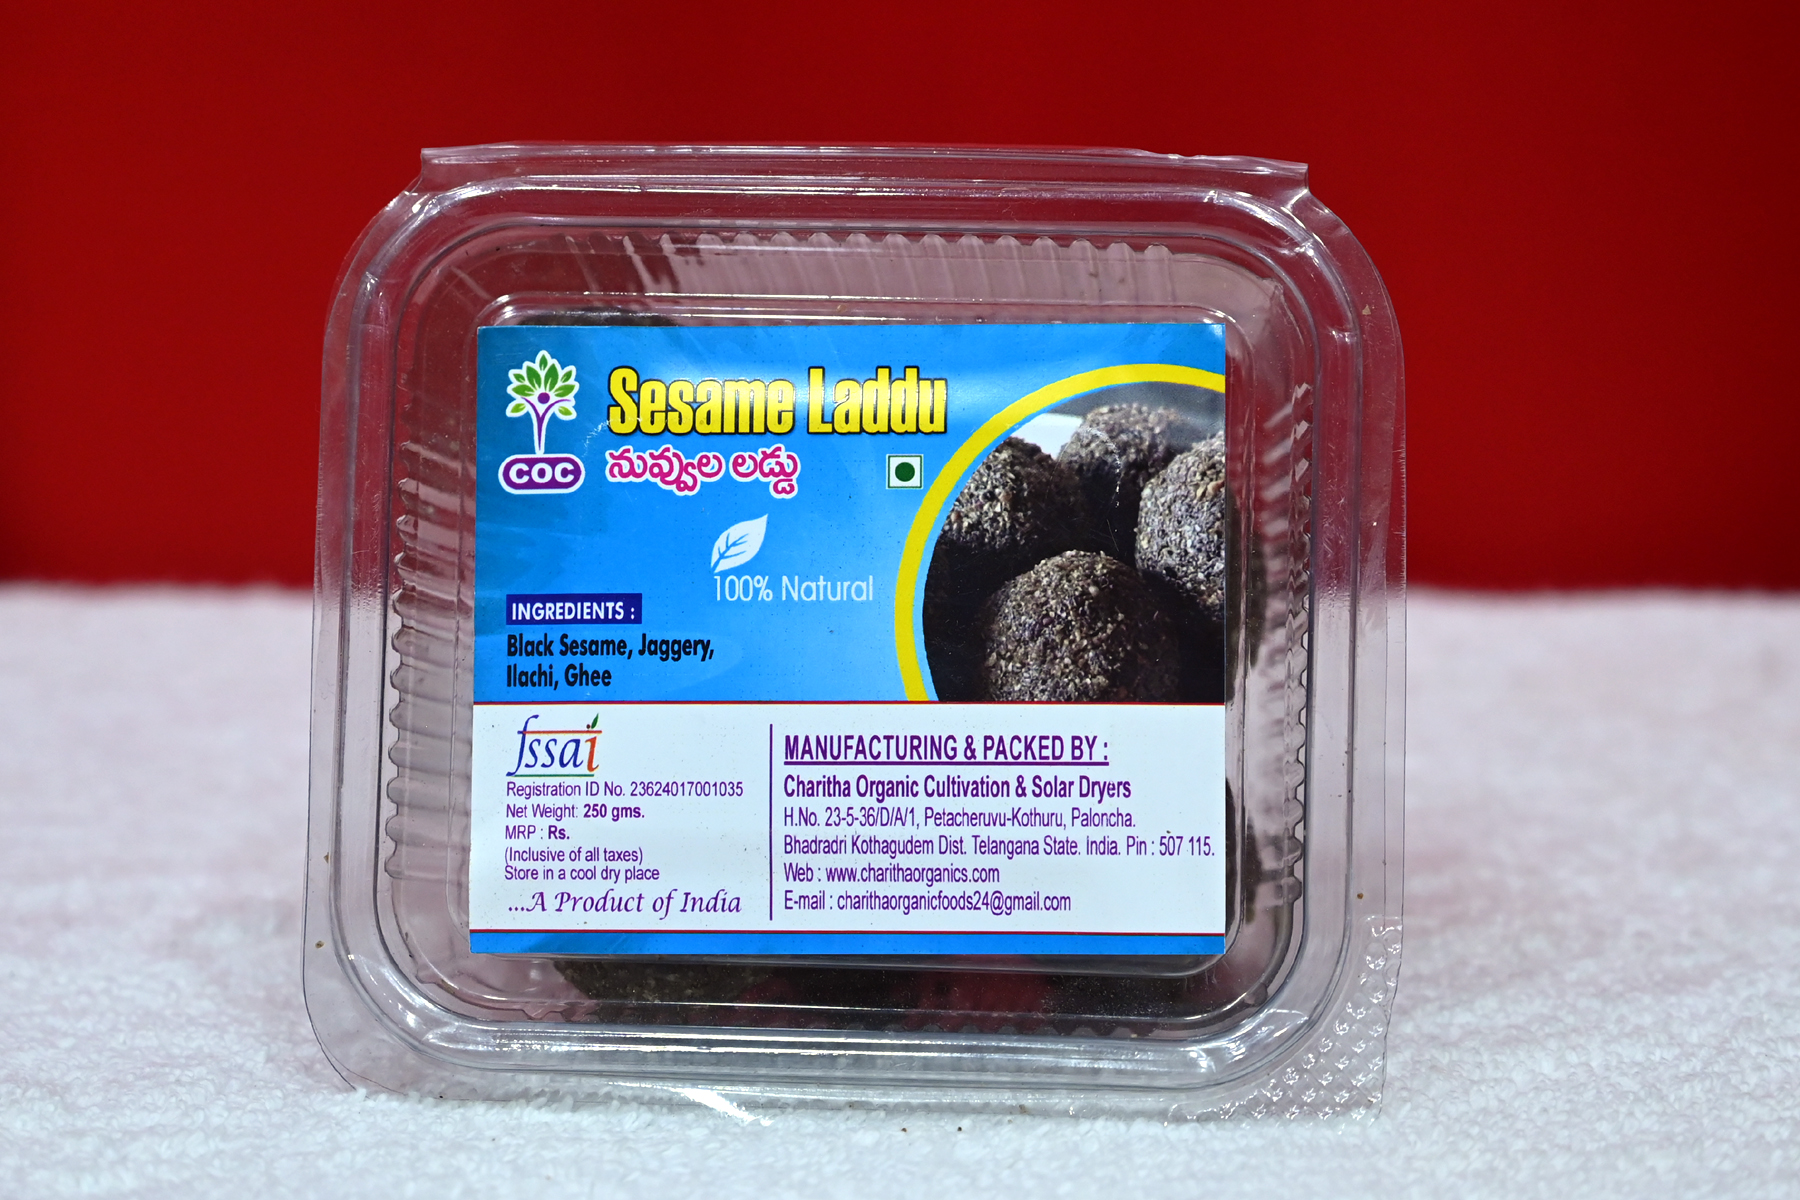 Sesame Laddu
నువ్వుల లడ్డు
COC
100% Natural
INGREDIENTS :
Black Sesame, Jaggery,
Ilachi, Ghee
fssai
Registration ID No. 23624017001035
Net Weight: 250 gms.
MRP : Rs.
(Inclusive of all taxes)
Store in a cool dry place
...A Product of India
MANUFACTURING & PACKED BY :
Charitha Organic Cultivation & Solar Dryers
H.No. 23-5-36/D/A/1, Petacheruvu-Kothuru, Paloncha.
Bhadradri Kothagudem Dist. Telangana State. India. Pin : 507 115.
Web : www.charithaorganics.com
E-mail : charithaorganicfoods24@gmail.com